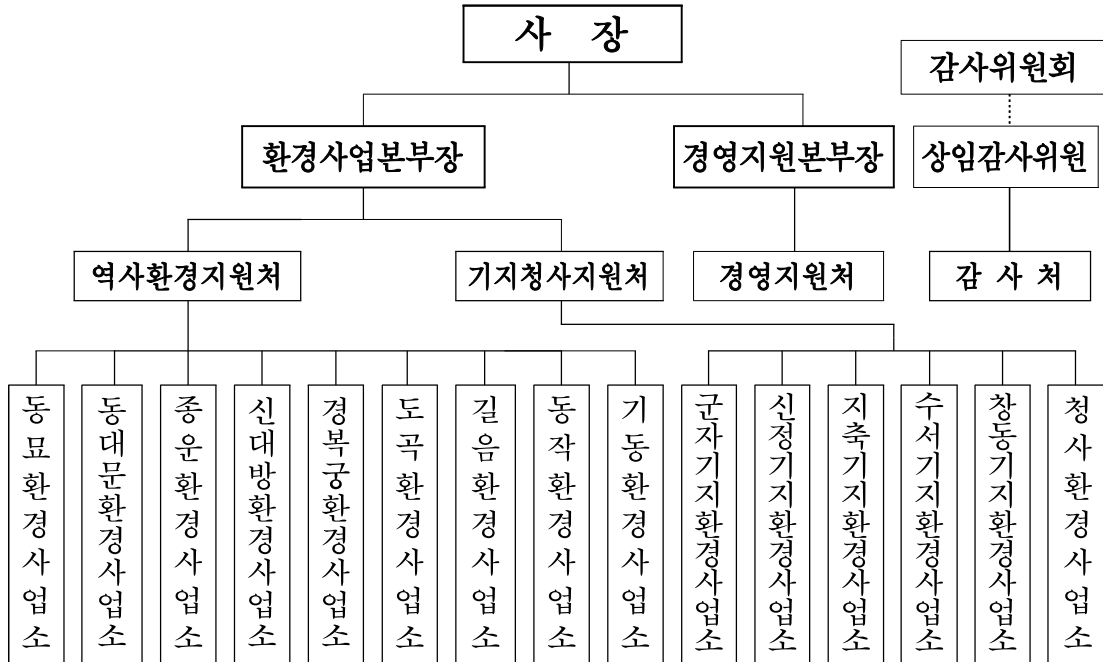 사 장
감사위원회
환경사업본부장
경영지원본부장
상임감사위원
역사환경지원처
기지청사지원처
경영지원처
감 사 처
동묘환경사업소
동대문환경사업소
종운환경사업소
신대방환경사업소
경복궁환경사업소
도곡환경사업소
길음환경사업소
동작환경사업소
기동환경사업소
군자기지환경사업소
신정기지환경사업소
지축기지환경사업소
수서기지환경사업소
창동기지환경사업소
청사환경사업소